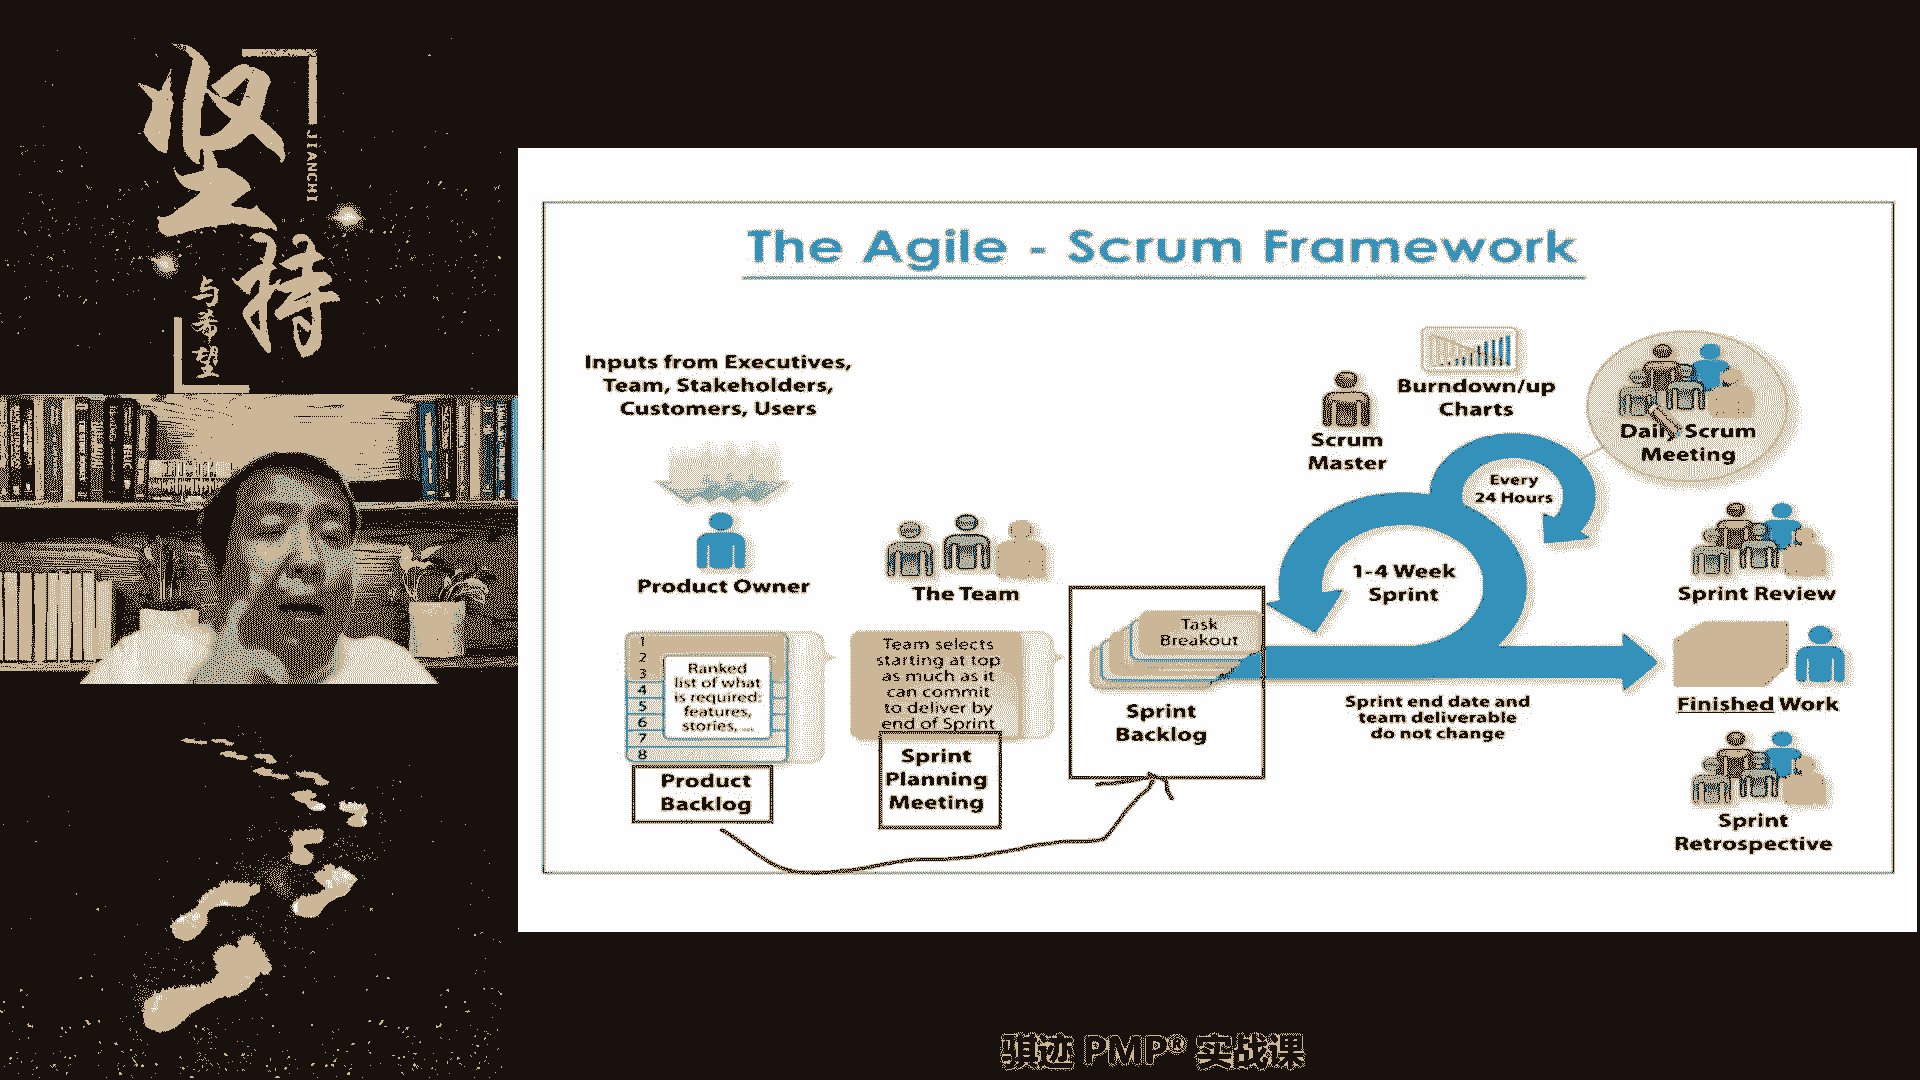 坚持
JIANCHI
与希望
The Agile - Scrum Framework
Inputs from Executives,
Team, Stakeholders,
Customers, Users
Product Owner
The Team
1
2
3
4
5
6
7
8
Ranked
list of what
is required:
features,
stories,...
Product
Backlog
Team selects
starting at top
as much as it
can commit
to deliver by
end of Sprint
Sprint
Planning
Meeting
Task
Breakout
Sprint
Backlog
Scrum
Master
Burndown/up
Charts
Every
24 Hours
1-4 Week
Sprint
Sprint end date and
team deliverable
do not change
Daily Scrum
Meeting
Sprint Review
Finished Work
Sprint
Retrospective
骐迹 PMP® 实战课